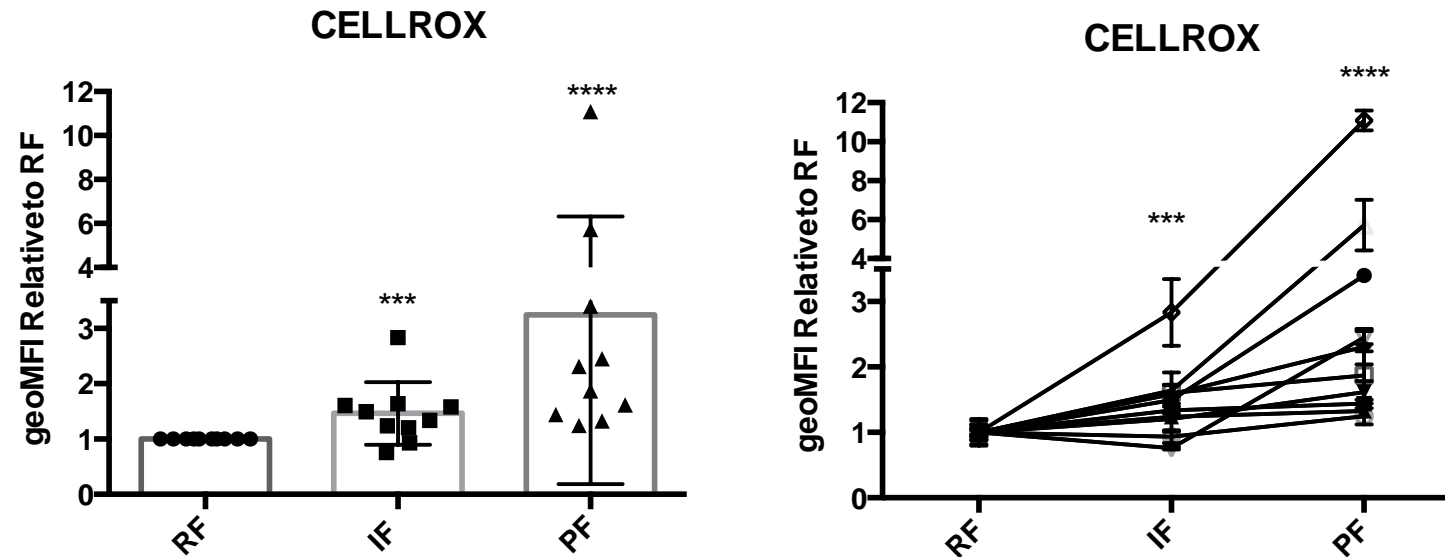 CELLROX
geoMFI Relativeto RF
12
10
8
6
4
3
2
1
0
***
****
RF
IF
PF
CELLROX
geoMFI Relativeto RF
12
10
8
6
4
3
2
1
0
***
****
RF
IF
PF